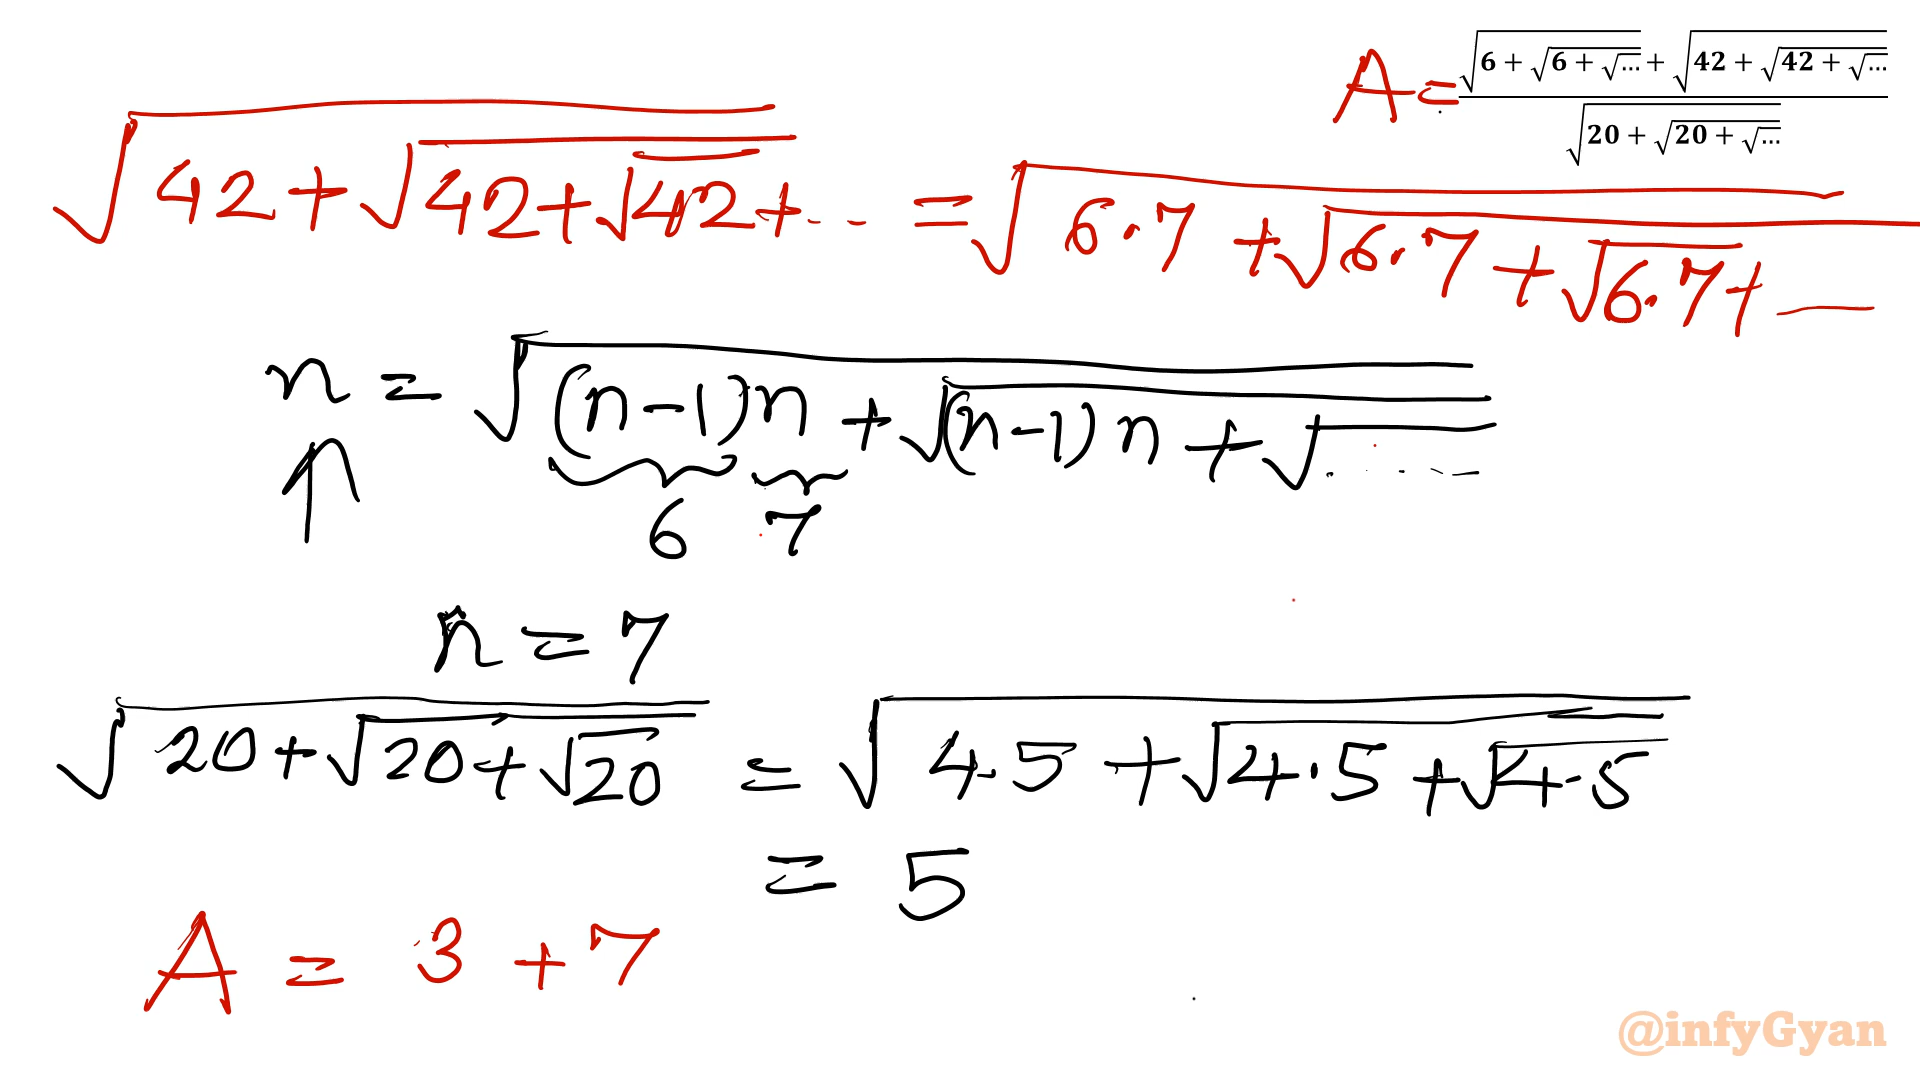 A = (√(6 + √(6 + √...)) + √(42 + √(42 + √...))) / √(20 + √(20 + √...))
√(42 + √(42 + √(42 + ... = √(6.7 + √(6.7 + √(6.7 + ...
n = √((n-1)n + √((n-1)n + √.....
6 7
n = 7
√(20 + √(20 + √20)) = √(4.5 + √(4.5 + √4.5))
= 5
A = 3 + 7
@infyGyan